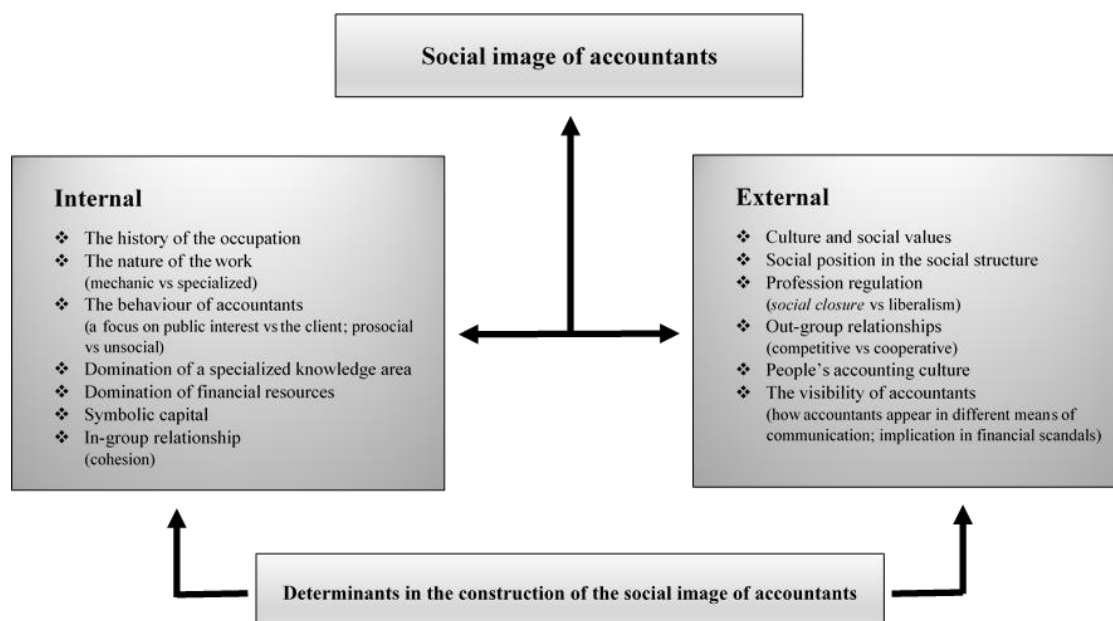 Social image of accountants
Internal
❖ The history of the occupation
❖ The nature of the work
(mechanic vs specialized)
❖ The behaviour of accountants
(a focus on public interest vs the client; prosocial
vs unsocial)
❖ Domination of a specialized knowledge area
❖ Domination of financial resources
❖ Symbolic capital
❖ In-group relationship
(cohesion)
External
❖ Culture and social values
❖ Social position in the social structure
❖ Profession regulation
(social closure vs liberalism)
❖ Out-group relationships
(competitive vs cooperative)
❖ People's accounting culture
❖ The visibility of accountants
(how accountants appear in different means of
communication; implication in financial scandals)
Determinants in the construction of the social image of accountants